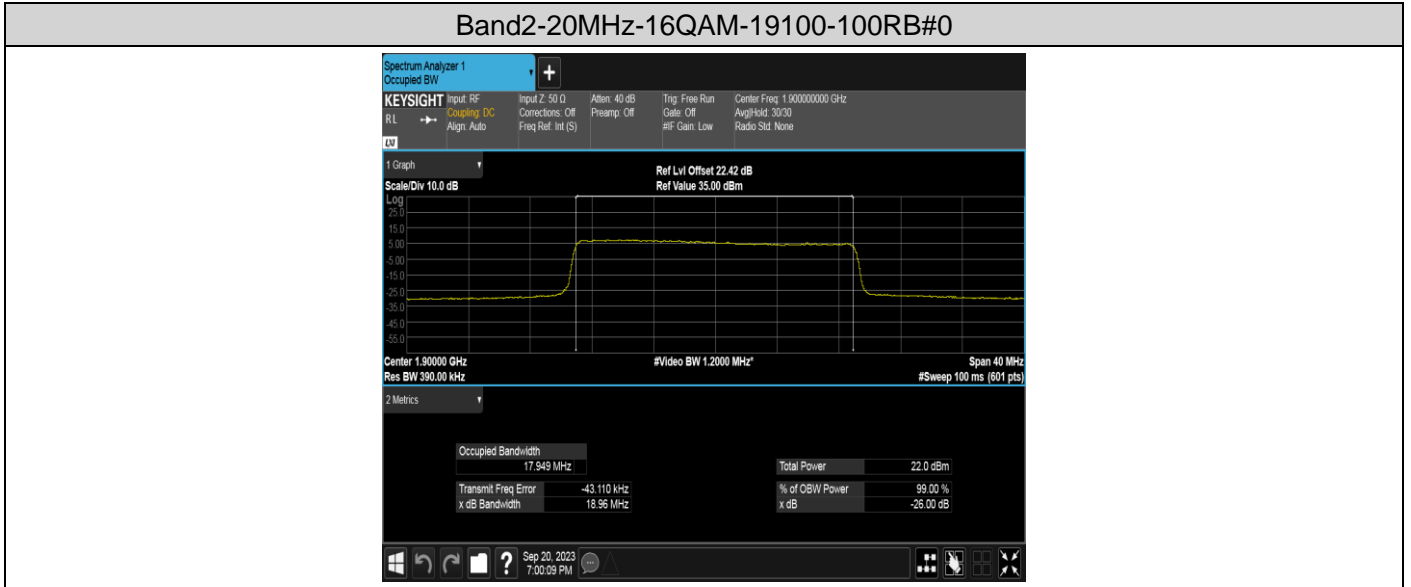 Band2-20MHz-16QAM-19100-100RB#0
Spectrum Analyzer 1
Occupied BW
+
KEYSIGHT
RL
LXI
Input: RF
Coupling: DC
Align: Auto
Input Z: 50 Ω
Corrections: Off
Freq Ref: Int (S)
Atten: 40 dB
Preamp: Off
Trig: Free Run
Gate: Off
#IF Gain: Low
Center Freq: 1.900000000 GHz
Avg|Hold: 30/30
Radio Std: None
1 Graph
Scale/Div 10.0 dB
Ref Lvl Offset 22.42 dB
Ref Value 35.00 dBm
Log
25.0
15.0
5.00
-5.00
-15.0
-25.0
-35.0
-45.0
-55.0
Center 1.90000 GHz
#Video BW 1.2000 MHz*
Span 40 MHz
Res BW 390.00 kHz
#Sweep 100 ms (601 pts)
2 Metrics
Occupied Bandwidth
17.949 MHz
Total Power 22.0 dBm
Transmit Freq Error -43.110 kHz
% of OBW Power 99.00 %
x dB Bandwidth 18.96 MHz
x dB -26.00 dB
?
Sep 20, 2023
7:00:09 PM